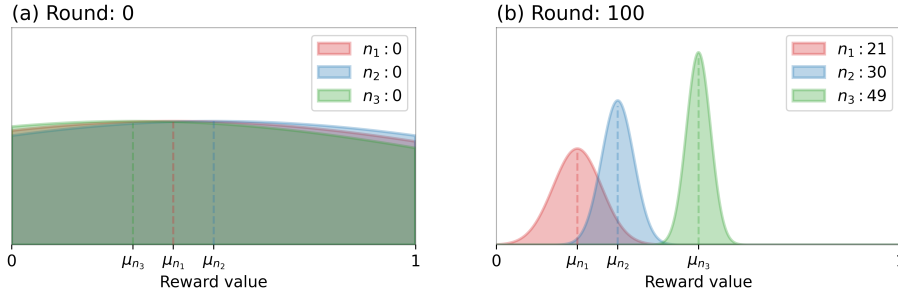 (a) Round: 0
n₁ : 0
n₂ : 0
n₃ : 0
0 μₙ₃ μₙ₁ μₙ₂ 1
Reward value
(b) Round: 100
n₁ : 21
n₂ : 30
n₃ : 49
0 μₙ₁ μₙ₂ μₙ₃
Reward value